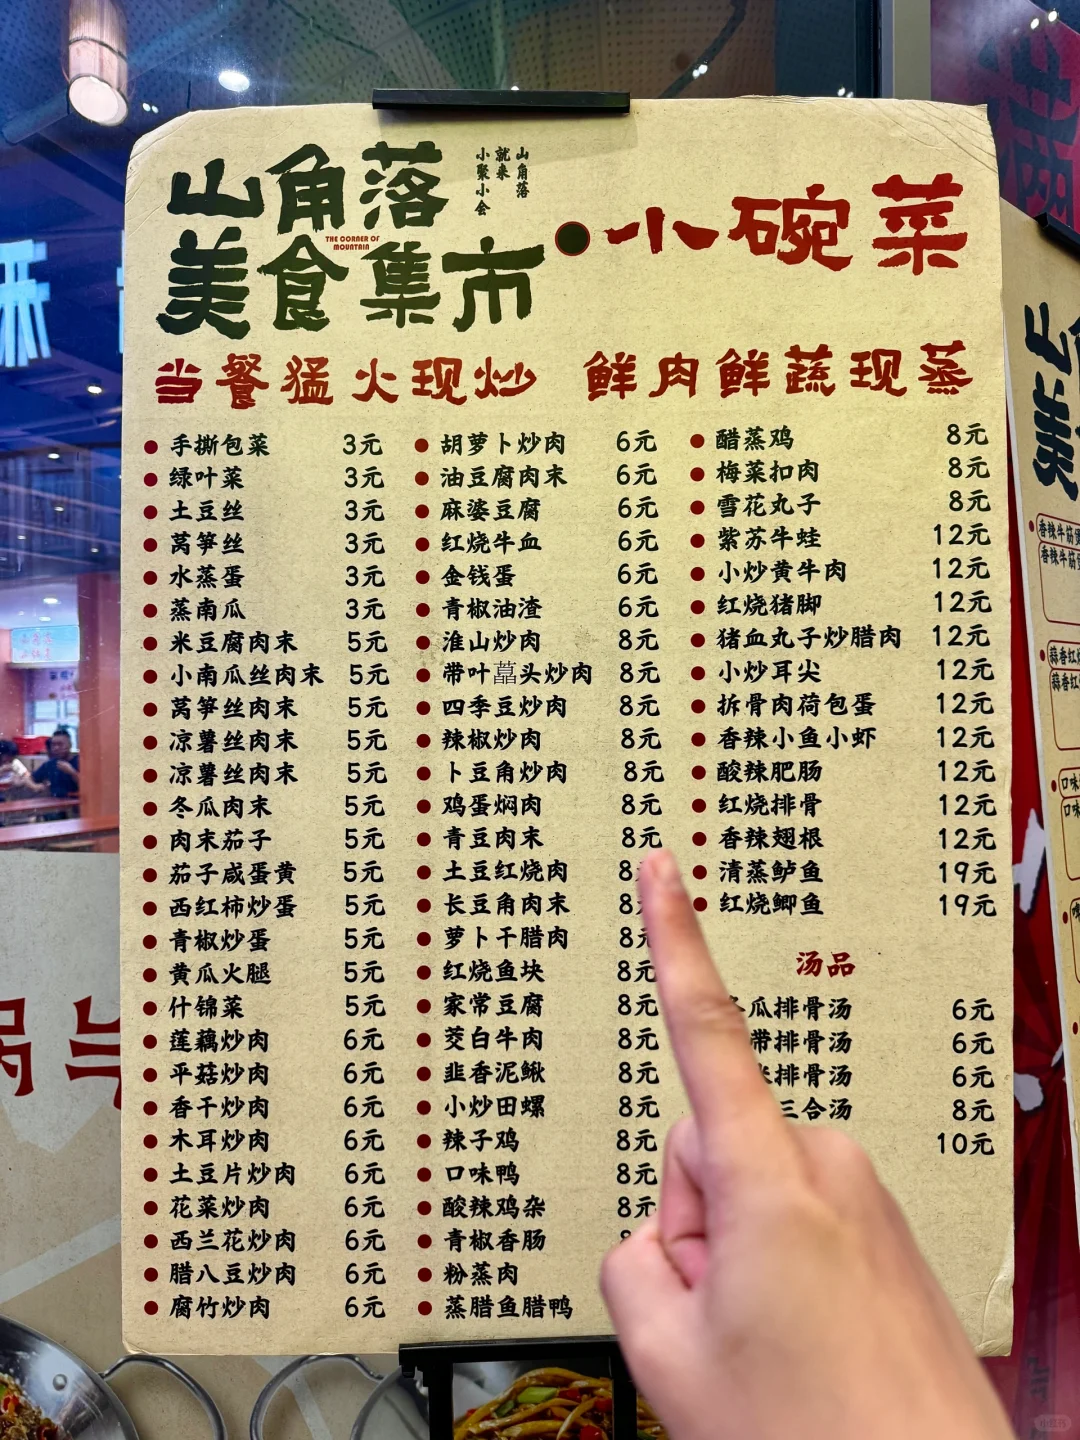 山角落
美食集市
THE CORNER OF
MOUNTAIN
山角落
就来
小聚小会
小碗菜
当餐猛火现炒 鲜肉鲜蔬现蒸
手撕包菜 3元
绿叶菜 3元
土豆丝 3元
莴笋丝 3元
水蒸蛋 3元
蒸南瓜 3元
米豆腐肉末 5元
小南瓜丝肉末 5元
莴笋丝肉末 5元
凉薯丝肉末 5元
凉薯丝肉末 5元
冬瓜肉末 5元
肉末茄子 5元
茄子咸蛋黄 5元
西红柿炒蛋 5元
青椒炒蛋 5元
黄瓜火腿 5元
什锦菜 5元
莲藕炒肉 6元
平菇炒肉 6元
香干炒肉 6元
木耳炒肉 6元
土豆片炒肉 6元
花菜炒肉 6元
西兰花炒肉 6元
腊八豆炒肉 6元
腐竹炒肉 6元
胡萝卜炒肉 6元
油豆腐肉末 6元
麻婆豆腐 6元
红烧牛血 6元
金钱蛋 6元
青椒油渣 6元
淮山炒肉 8元
带叶藠头炒肉 8元
四季豆炒肉 8元
辣椒炒肉 8元
卜豆角炒肉 8元
鸡蛋焖肉 8元
青豆肉末 8元
土豆红烧肉 8
长豆角肉末 8
萝卜干腊肉 8元
红烧鱼块 8元
家常豆腐 8元
茭白牛肉 8元
韭香泥鳅 8元
小炒田螺 8元
辣子鸡 8元
口味鸭 8元
酸辣鸡杂 8元
青椒香肠
粉蒸肉
蒸腊鱼腊鸭
醋蒸鸡 8元
梅菜扣肉 8元
雪花丸子 8元
紫苏牛蛙 12元
小炒黄牛肉 12元
红烧猪脚 12元
猪血丸子炒腊肉 12元
小炒耳尖 12元
拆骨肉荷包蛋 12元
香辣小鱼小虾 12元
酸辣肥肠 12元
红烧排骨 12元
香辣翅根 12元
清蒸鲈鱼 19元
红烧鲫鱼 19元
汤品
冬瓜排骨汤 6元
带排骨汤 6元
排骨汤 6元
三合汤 8元
10元